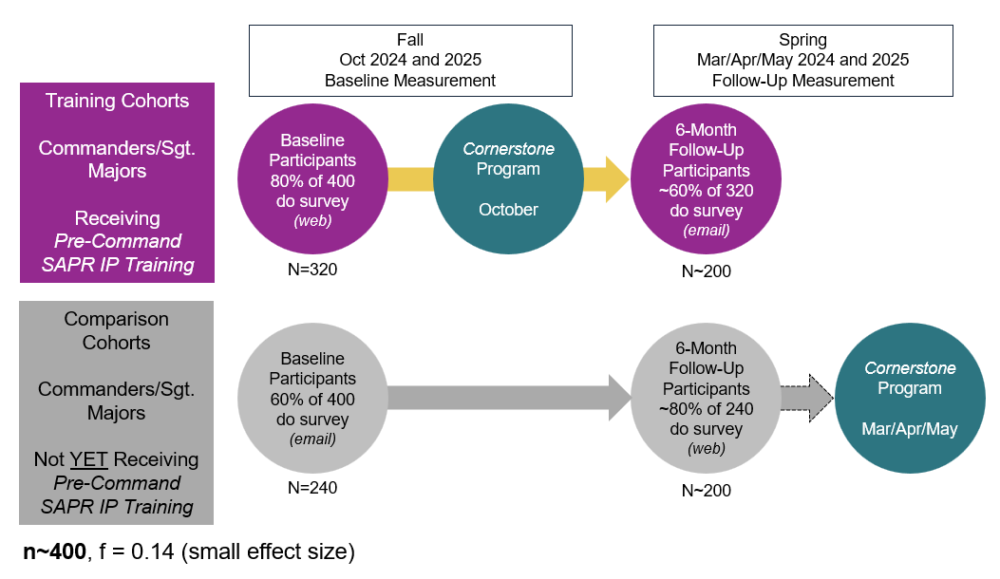 Fall
Oct 2024 and 2025
Baseline Measurement
Spring
Mar/Apr/May 2024 and 2025
Follow-Up Measurement
Training Cohorts
Commanders/Sgt.
Majors
Receiving
Pre-Command
SAPR IP Training
Baseline
Participants
80% of 400
do survey
(web)
N=320
Cornerstone
Program
October
6-Month
Follow-Up
Participants
~60% of 320
do survey
(email)
N~200
Comparison
Cohorts
Commanders/Sgt.
Majors
Not YET Receiving
Pre-Command
SAPR IP Training
Baseline
Participants
60% of 400
do survey
(email)
N=240
6-Month
Follow-Up
Participants
~80% of 240
do survey
(web)
N~200
Cornerstone
Program
Mar/Apr/May
n~400, f = 0.14 (small effect size)